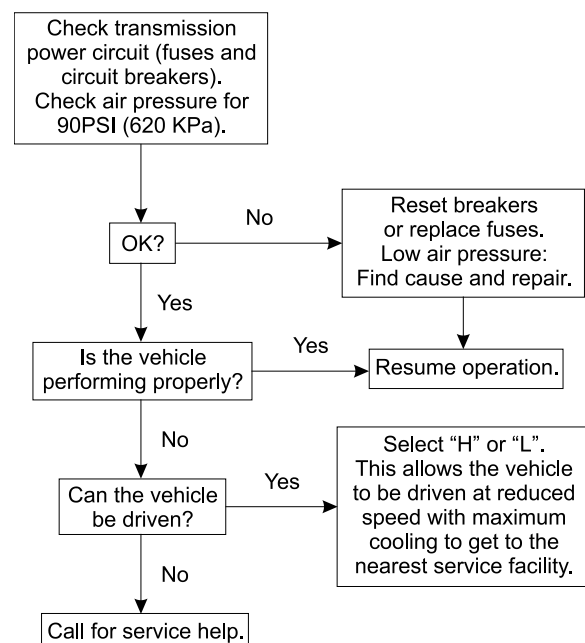 Check transmission
power circuit (fuses and
circuit breakers).
Check air pressure for
90PSI (620 KPa).
OK?
No
Reset breakers
or replace fuses.
Low air pressure:
Find cause and repair.
Yes
Is the vehicle
performing properly?
Yes
Resume operation.
No
Can the vehicle
be driven?
Yes
Select “H” or “L”.
This allows the vehicle
to be driven at reduced
speed with maximum
cooling to get to the
nearest service facility.
No
Call for service help.